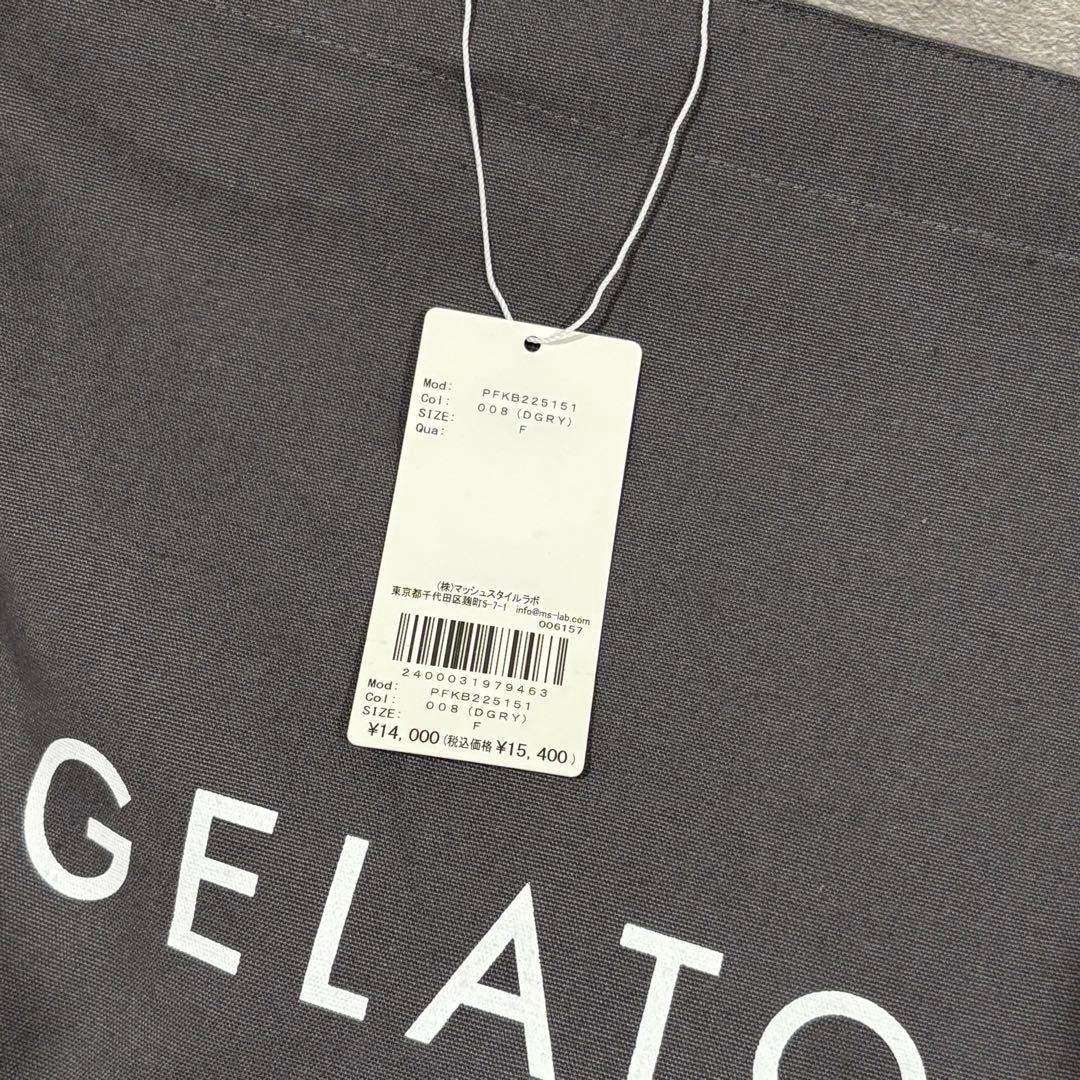 Mod: PFKB225151
Col: 008 (DGRY)
SIZE: F
Qua:
(株)マッシュスタイルラボ
東京都千代田区麹町5-7-1 info@ms-lab.com
006157
2400031979463
Mod: PFKB225151
Col: 008 (DGRY)
SIZE: F
¥14,000(税込価格¥15,400)
GELATO